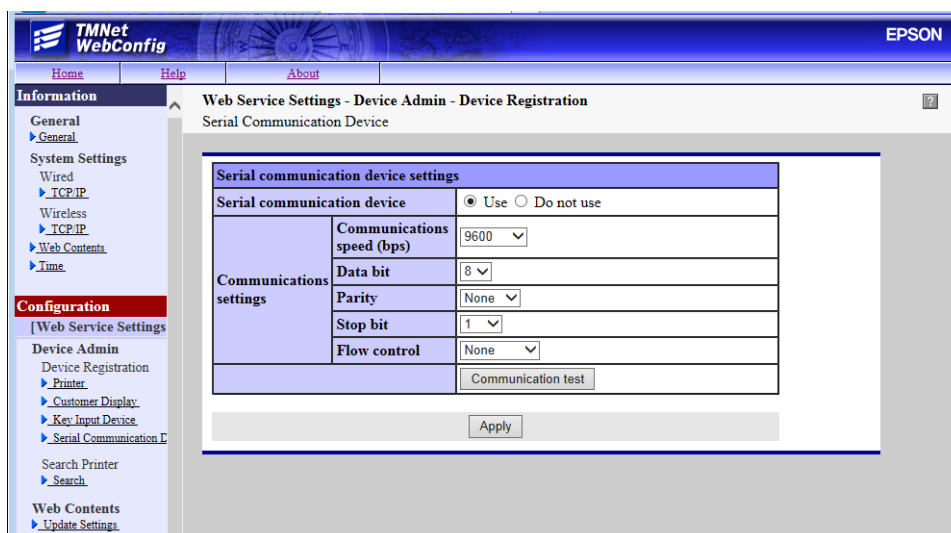 TMNet
WebConfig
EPSON
Home
Help
About
Information
General
General
System Settings
Wired
TCP/IP
Wireless
TCP/IP
Web Contents
Time
Configuration
[Web Service Settings
Device Admin
Device Registration
Printer
Customer Display
Key Input Device
Serial Communication D
Search Printer
Search
Web Contents
Update Settings
Web Service Settings - Device Admin - Device Registration
?
Serial Communication Device
Serial communication device settings
Serial communication device
Use
Do not use
Communications settings
Communications speed (bps)
9600
Data bit
8
Parity
None
Stop bit
1
Flow control
None
Communication test
Apply